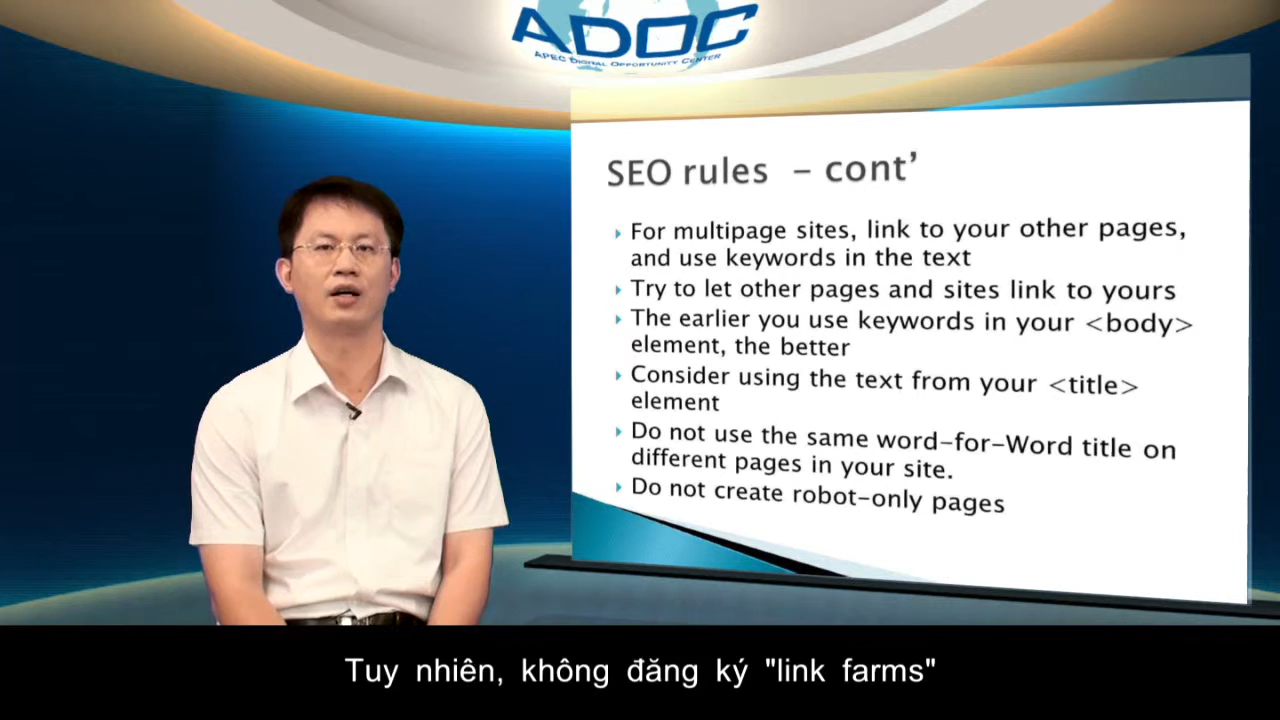 ADOC
APEC DIGITAL OPPORTUNITY CENTER
SEO rules – cont’
For multipage sites, link to your other pages,
and use keywords in the text
Try to let other pages and sites link to yours
The earlier you use keywords in your <body>
element, the better
Consider using the text from your <title>
element
Do not use the same word-for-Word title on
different pages in your site.
Do not create robot-only pages
Tuy nhiên, không đăng ký "link farms"